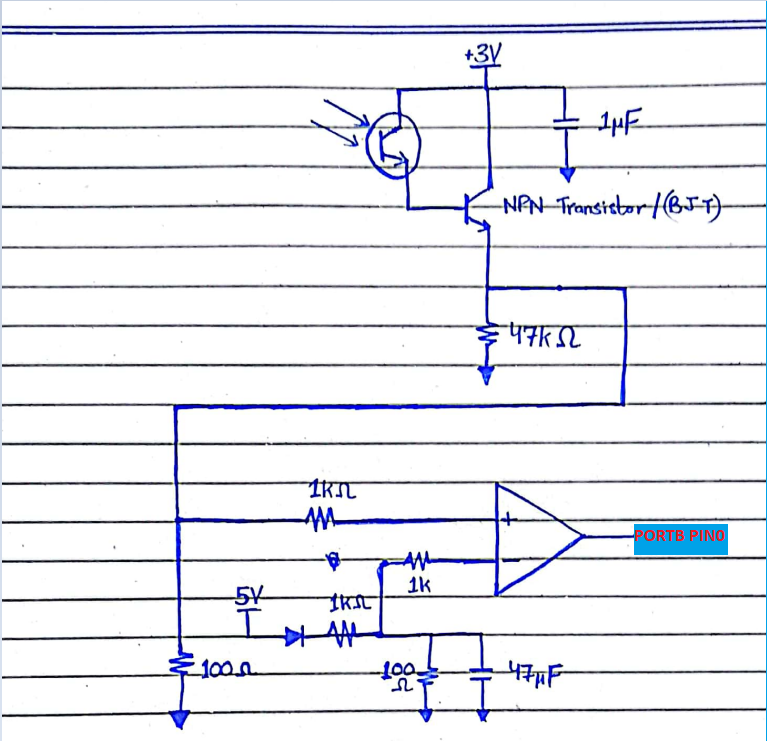 +3V
1µF
NPN Transistor/(BJT)
47kΩ
1kΩ
+
PORTB PIN0
−
1k
5V
1kΩ
100Ω
100
Ω
47µF